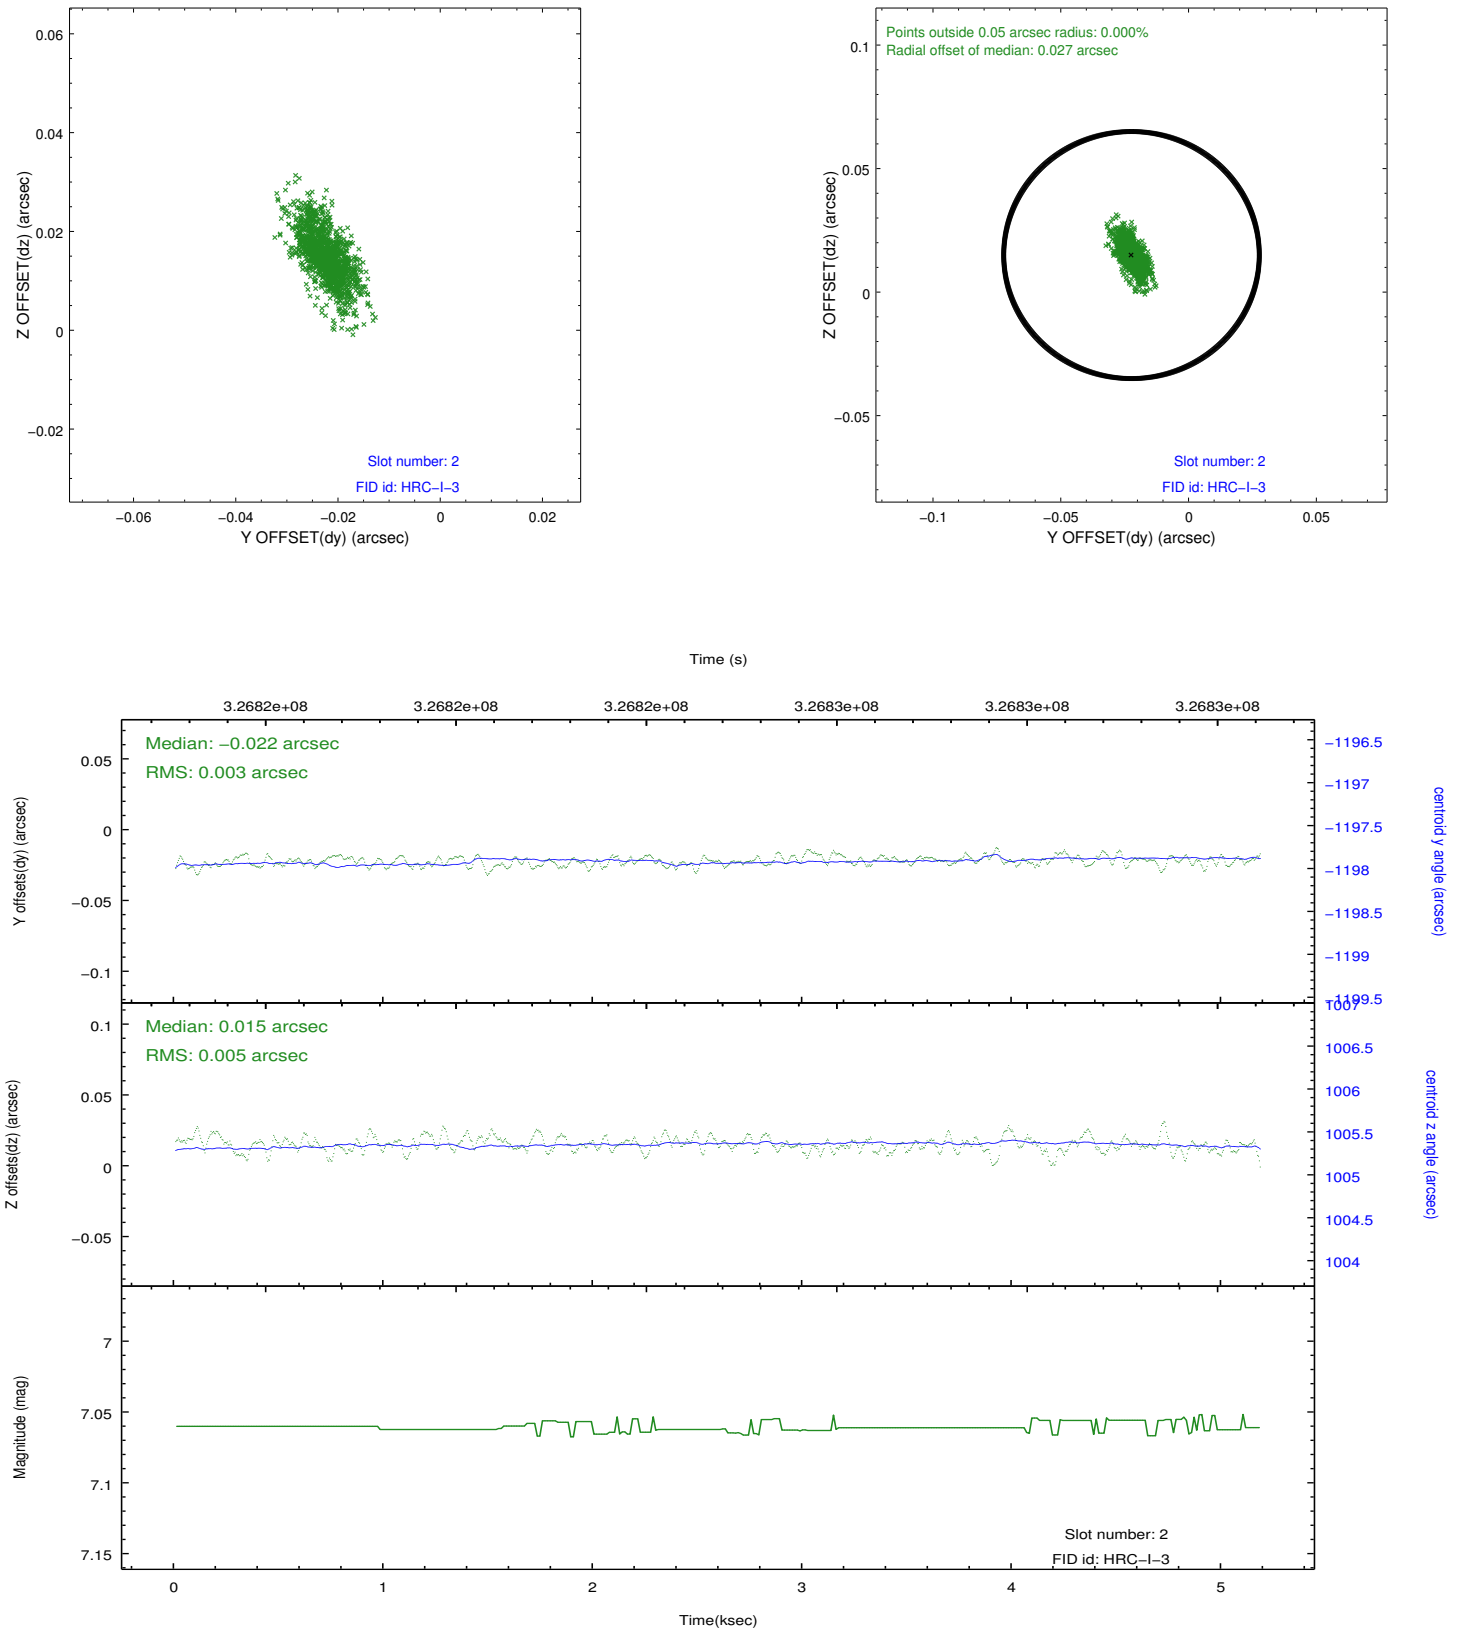 0.06
0.04
0.02
0
−0.02
Z OFFSET(dz) (arcsec)
Slot number: 2
FID id: HRC−I−3
−0.06
−0.04
−0.02
0
0.02
Y OFFSET(dy) (arcsec)
Points outside 0.05 arcsec radius: 0.000%
Radial offset of median: 0.027 arcsec
0.1
0.05
0
−0.05
Z OFFSET(dz) (arcsec)
Slot number: 2
FID id: HRC−I−3
−0.1
−0.05
0
0.05
Y OFFSET(dy) (arcsec)
Time (s)
3.2682e+08
3.2682e+08
3.2682e+08
3.2683e+08
3.2683e+08
3.2683e+08
Median: −0.022 arcsec
RMS: 0.003 arcsec
0.05
0
−0.05
−0.1
Y offsets(dy) (arcsec)
−1196.5
−1197
−1197.5
−1198
−1198.5
−1199
−1199.5
centroid y angle (arcsec)
Median: 0.015 arcsec
RMS: 0.005 arcsec
0.1
0.05
0
−0.05
Z offsets(dz) (arcsec)
1007
1006.5
1006
1005.5
1005
1004.5
1004
centroid z angle (arcsec)
7
7.05
7.1
7.15
Magnitude (mag)
Slot number: 2
FID id: HRC−I−3
0
1
2
3
4
5
Time(ksec)